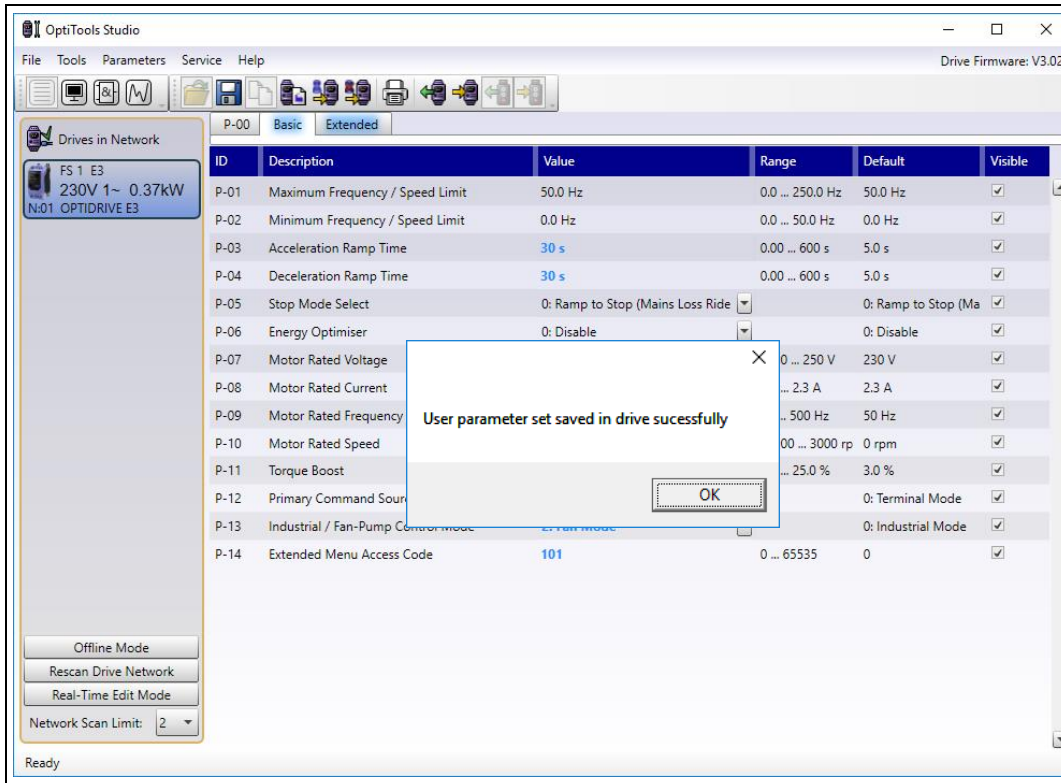 OptiTools Studio
File Tools Parameters Service Help Drive Firmware: V3.02
Drives in Network
FS 1 E3
230V 1~ 0.37kW
N:01 OPTIDRIVE E3
P-00 Basic Extended
ID Description Value Range Default Visible
P-01 Maximum Frequency / Speed Limit 50.0 Hz 0.0 ... 250.0 Hz 50.0 Hz
P-02 Minimum Frequency / Speed Limit 0.0 Hz 0.0 ... 50.0 Hz 0.0 Hz
P-03 Acceleration Ramp Time 30 s 0.00 ... 600 s 5.0 s
P-04 Deceleration Ramp Time 30 s 0.00 ... 600 s 5.0 s
P-05 Stop Mode Select 0: Ramp to Stop (Mains Loss Ride 0: Ramp to Stop (Ma
P-06 Energy Optimiser 0: Disable 0: Disable
P-07 Motor Rated Voltage 0 ... 250 V 230 V
P-08 Motor Rated Current ... 2.3 A 2.3 A
P-09 Motor Rated Frequency .. 500 Hz 50 Hz
P-10 Motor Rated Speed 00 ... 3000 rp 0 rpm
P-11 Torque Boost ... 25.0 % 3.0 %
P-12 Primary Command Sour 0: Terminal Mode
P-13 Industrial / Fan-Pump Control Mode 2: Fan Mode 0: Industrial Mode
P-14 Extended Menu Access Code 101 0 ... 65535 0
User parameter set saved in drive sucessfully
OK
Offline Mode
Rescan Drive Network
Real-Time Edit Mode
Network Scan Limit: 2
Ready